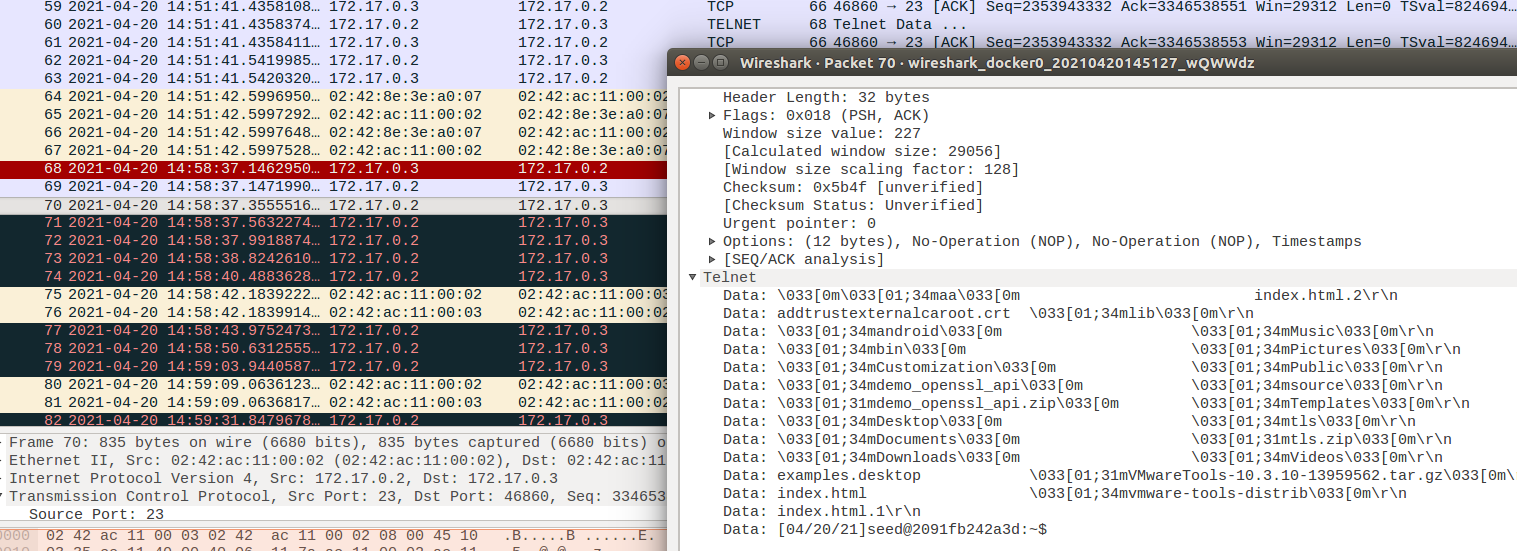 59 2021-04-20 14:51:41.4358108… 172.17.0.3 172.17.0.2 TCP 66 46860 → 23 [ACK] Seq=2353943332 Ack=3346538551 Win=29312 Len=0 TSval=824694…
60 2021-04-20 14:51:41.4358374… 172.17.0.2 172.17.0.3 TELNET 68 Telnet Data ...
61 2021-04-20 14:51:41.4358411… 172.17.0.3 172.17.0.2 TCP 66 46860 → 23 [ACK] Seq=2353943332 Ack=3346538553 Win=29312 Len=0 TSval=824694…
62 2021-04-20 14:51:41.5419985… 172.17.0.2 172.17.0.3
63 2021-04-20 14:51:41.5420320… 172.17.0.3 172.17.0.2
64 2021-04-20 14:51:42.5996950… 02:42:8e:3e:a0:07 02:42:ac:11:00:02
65 2021-04-20 14:51:42.5997292… 02:42:ac:11:00:02 02:42:8e:3e:a0:07
66 2021-04-20 14:51:42.5997648… 02:42:8e:3e:a0:07 02:42:ac:11:00:02
67 2021-04-20 14:51:42.5997528… 02:42:ac:11:00:02 02:42:8e:3e:a0:07
68 2021-04-20 14:58:37.1462950… 172.17.0.3 172.17.0.2
69 2021-04-20 14:58:37.1471990… 172.17.0.2 172.17.0.3
70 2021-04-20 14:58:37.3555516… 172.17.0.2 172.17.0.3
71 2021-04-20 14:58:37.5632274… 172.17.0.2 172.17.0.3
72 2021-04-20 14:58:37.9918874… 172.17.0.2 172.17.0.3
73 2021-04-20 14:58:38.8242610… 172.17.0.2 172.17.0.3
74 2021-04-20 14:58:40.4883628… 172.17.0.2 172.17.0.3
75 2021-04-20 14:58:42.1839222… 02:42:ac:11:00:02 02:42:ac:11:00:03
76 2021-04-20 14:58:42.1839914… 02:42:ac:11:00:03 02:42:ac:11:00:02
77 2021-04-20 14:58:43.9752473… 172.17.0.2 172.17.0.3
78 2021-04-20 14:58:50.6312555… 172.17.0.2 172.17.0.3
79 2021-04-20 14:59:03.9440587… 172.17.0.2 172.17.0.3
80 2021-04-20 14:59:09.0636123… 02:42:ac:11:00:02 02:42:ac:11:00:03
81 2021-04-20 14:59:09.0636817… 02:42:ac:11:00:03 02:42:ac:11:00:02
82 2021-04-20 14:59:31.8479678… 172.17.0.2 172.17.0.3
Frame 70: 835 bytes on wire (6680 bits), 835 bytes captured (6680 bits) o
Ethernet II, Src: 02:42:ac:11:00:02 (02:42:ac:11:00:02), Dst: 02:42:ac:11
Internet Protocol Version 4, Src: 172.17.0.2, Dst: 172.17.0.3
Transmission Control Protocol, Src Port: 23, Dst Port: 46860, Seq: 334653
Source Port: 23
0000 02 42 ac 11 00 03 02 42 ac 11 00 02 08 00 45 10 .B.....B ......E.
Wireshark · Packet 70 · wireshark_docker0_20210420145127_wQWWdz
Header Length: 32 bytes
Flags: 0x018 (PSH, ACK)
Window size value: 227
[Calculated window size: 29056]
[Window size scaling factor: 128]
Checksum: 0x5b4f [unverified]
[Checksum Status: Unverified]
Urgent pointer: 0
Options: (12 bytes), No-Operation (NOP), No-Operation (NOP), Timestamps
[SEQ/ACK analysis]
Telnet
Data: \033[0m\033[01;34maa\033[0m index.html.2\r\n
Data: addtrustexternalcaroot.crt \033[01;34mlib\033[0m\r\n
Data: \033[01;34mandroid\033[0m \033[01;34mMusic\033[0m\r\n
Data: \033[01;34mbin\033[0m \033[01;34mPictures\033[0m\r\n
Data: \033[01;34mCustomization\033[0m \033[01;34mPublic\033[0m\r\n
Data: \033[01;34mdemo_openssl_api\033[0m \033[01;34msource\033[0m\r\n
Data: \033[01;31mdemo_openssl_api.zip\033[0m \033[01;34mTemplates\033[0m\r\n
Data: \033[01;34mDesktop\033[0m \033[01;34mtls\033[0m\r\n
Data: \033[01;34mDocuments\033[0m \033[01;31mtls.zip\033[0m\r\n
Data: \033[01;34mDownloads\033[0m \033[01;34mVideos\033[0m\r\n
Data: examples.desktop \033[01;31mVMwareTools-10.3.10-13959562.tar.gz\033[0m\r
Data: index.html \033[01;34mvmware-tools-distrib\033[0m\r\n
Data: index.html.1\r\n
Data: [04/20/21]seed@2091fb242a3d:~$